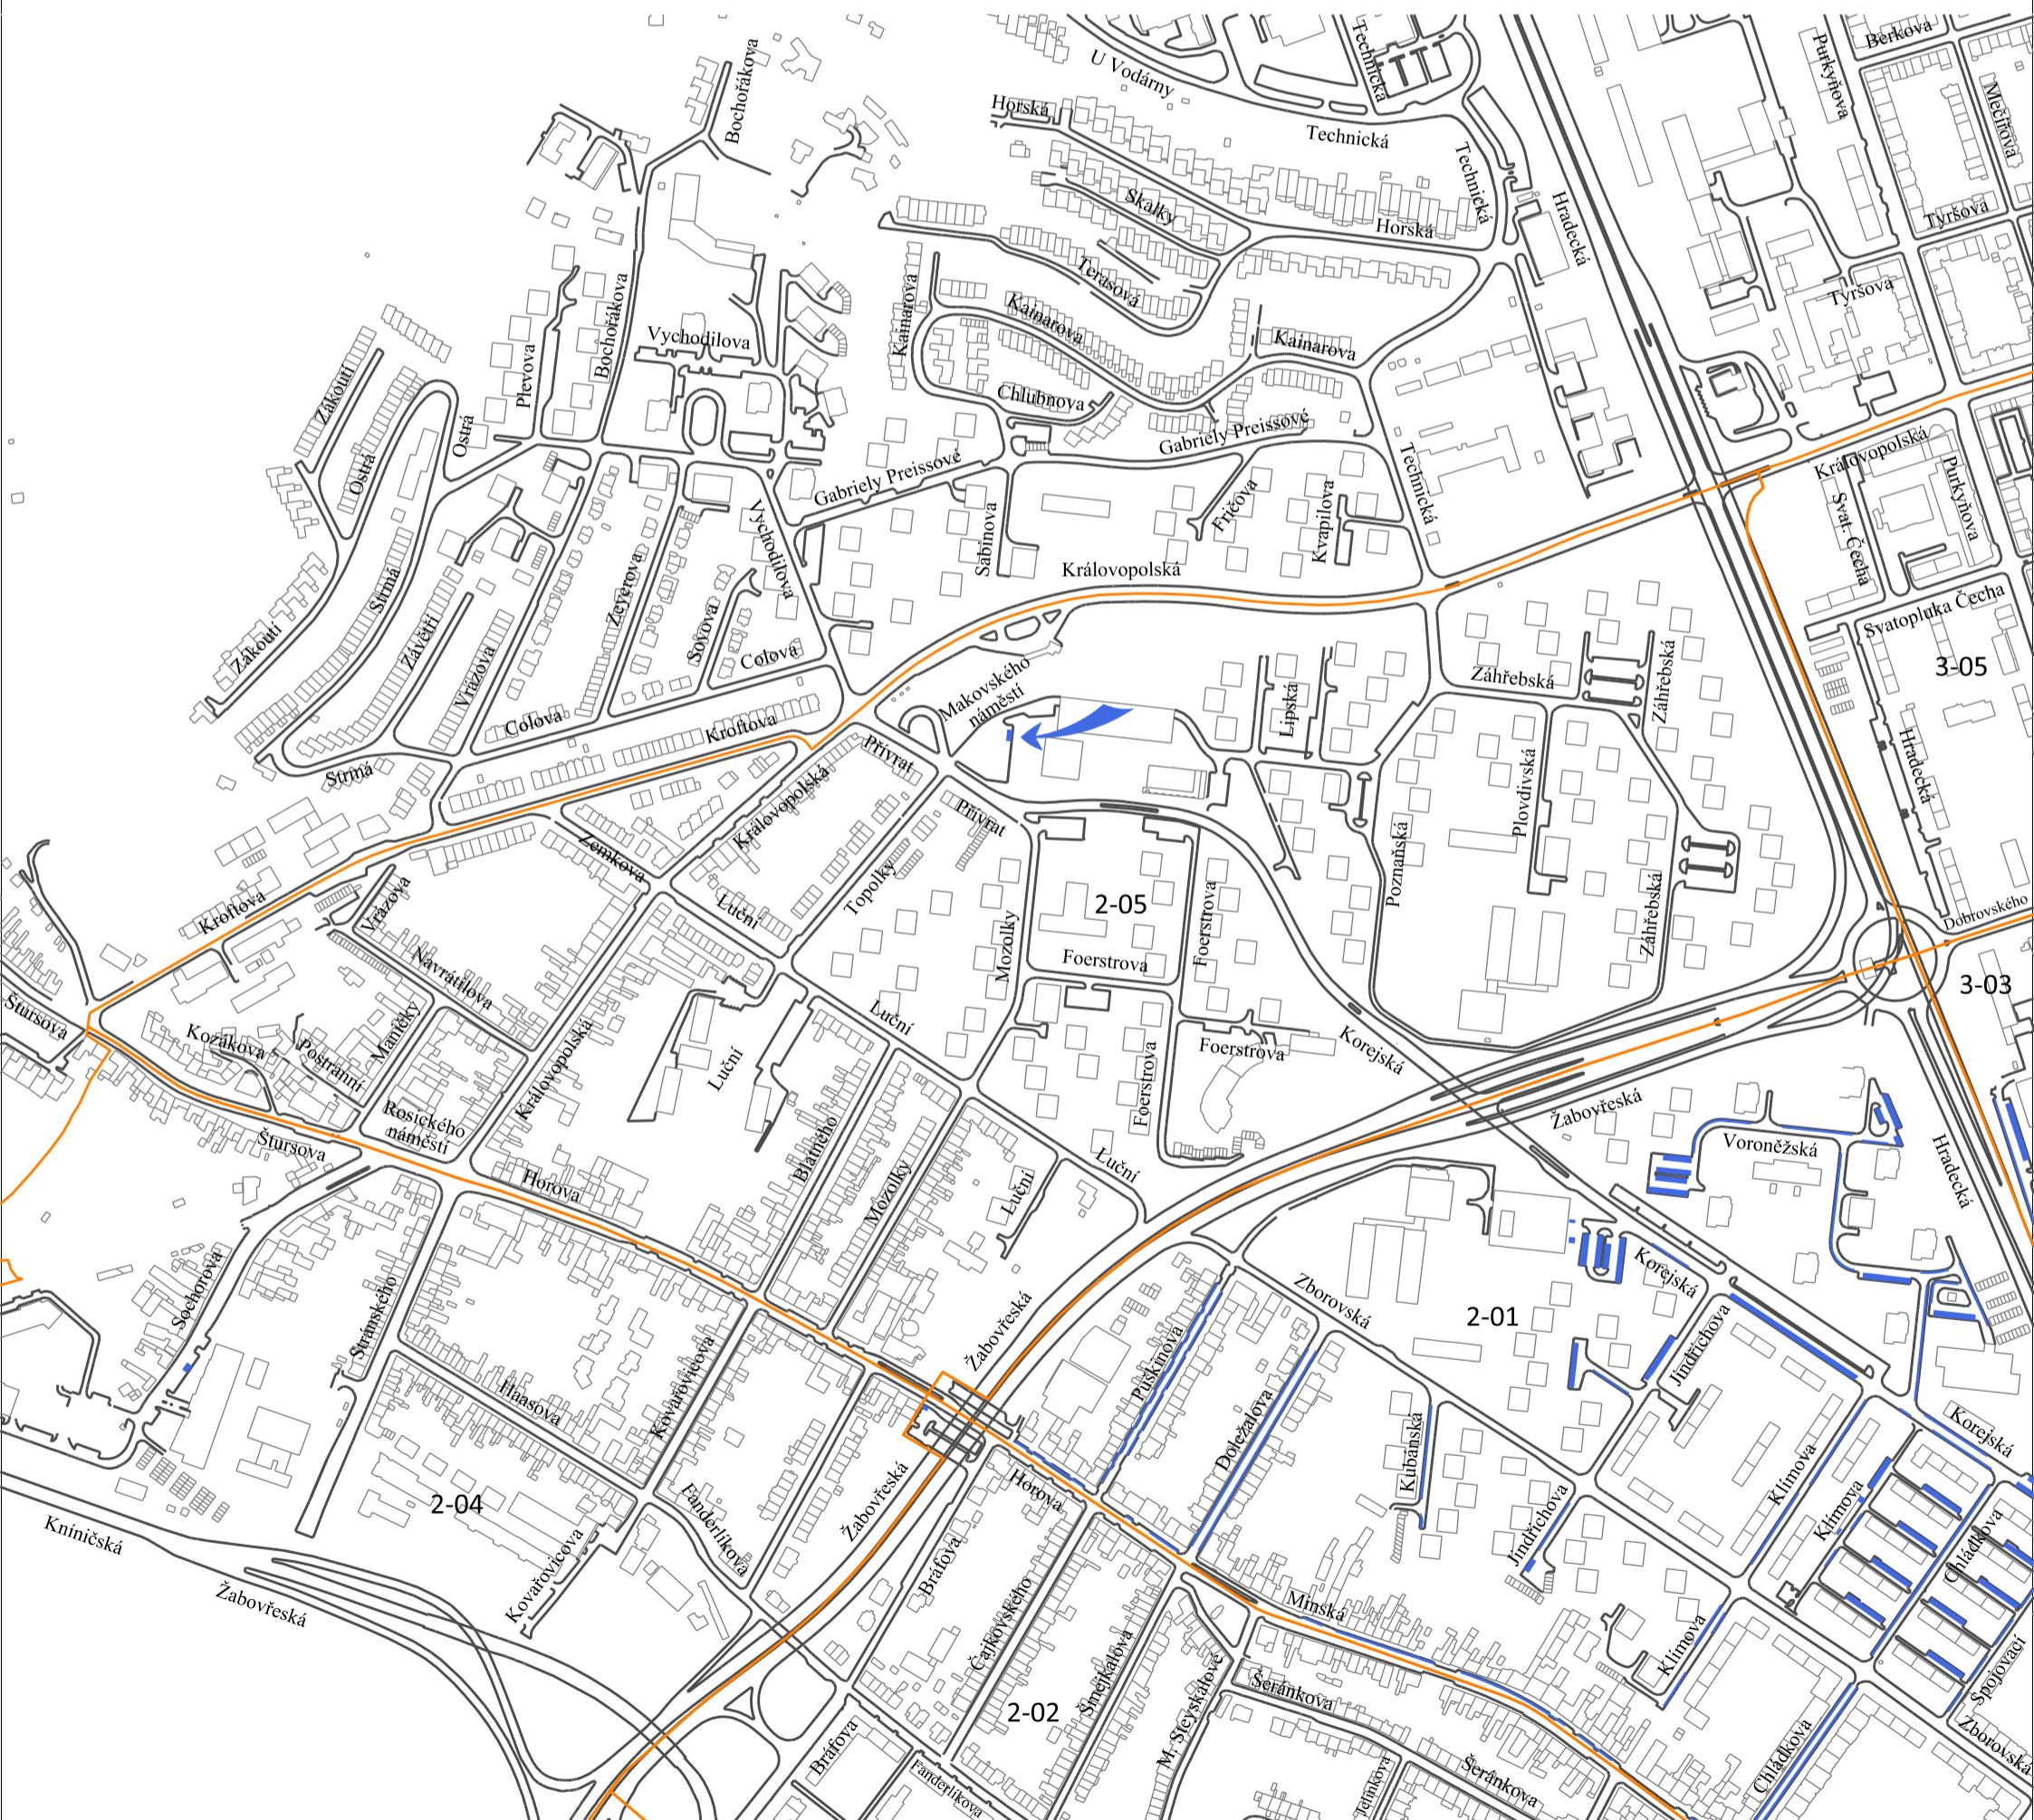 Bochořákova
U Vodárny
Technická
Purkyňova
Berkova
Horská
Technická
Technická
Mečířova
Skalky
Horská
Hradecká
Tyršova
Terasová
Kainarova
Bochořákova
Kainarova
Kainarova
Tyršova
Vychodilova
Plevova
Zákoutí
Ostrá
Ostrá
Chlubnova
Gabriely Preissové
Gabriely Preissové
Technická
Královopolská
Purkyňova
Svat. Čecha
Fričova
Kvapilova
Sabinova
Vychodilova
Královopolská
Strmá
Zeyerova
Svatopluka Čecha
Závětří
Sovova
Zákoutí
Vrázova
Colova
Makovského
náměstí
Lipská
Záhřebská
Záhřebská
3-05
Colova
Kroftova
Přívrat
Strmá
Královopolská
Přívrat
Plovdivská
Hradecká
Zemkova
Poznaňská
Topolky
Luční
Vrázova
Kroftova
2-05
Foerstrova
Mozolky
Záhřebská
Dobrovského
Navrátilova
Foerstrova
3-03
Štursova
Luční
Maničky
Kozákova
Postranní
Královopolská
Luční
Foerstrova
Foerstrova
Korejská
Rosického
náměstí
Štursova
Žabovřeská
Voroněžská
Hradecká
Blatného
Mozolky
Luční
Luční
Horova
Sochorova
Stránského
Žabovřeská
Zborovská
Korejská
2-01
Jindřichova
Puškinova
Kovařovicova
Haasova
Doležalova
Kubánská
Korejská
Klímova
Klímova
Horova
Žabovřeská
2-04
Fanderlíkova
Kníničská
Jindřichova
Chládkova
Kovařovicova
Bráfova
Žabovřeská
Čajkovského
Minská
Klímova
Šmejkalova
M. Steyskalové
Šeránkova
Spojovací
2-02
Bráfova
Chládkova
Zborovská
Fanderlíkova
Jelínkova
Šeránkova